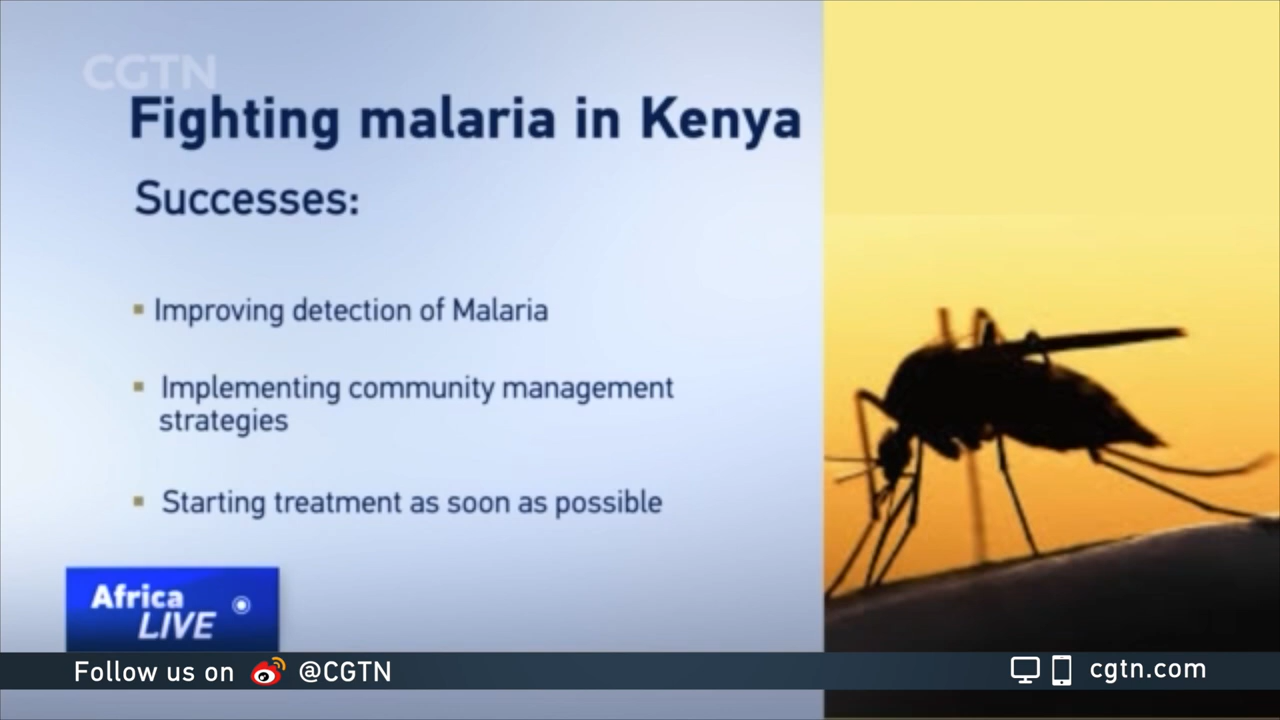 CGTN
Fighting malaria in Kenya
Successes:
▪ Improving detection of Malaria
▪ Implementing community management
strategies
▪ Starting treatment as soon as possible
Africa
LIVE
Follow us on @CGTN
cgtn.com